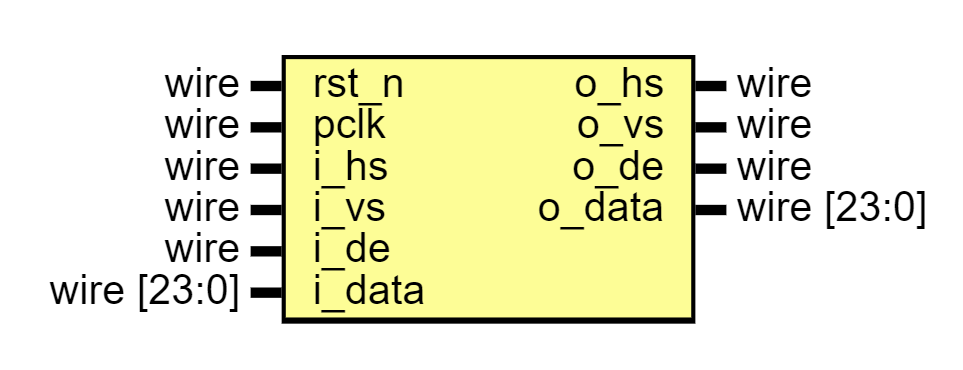 wire rst_n o_hs wire
wire pclk o_vs wire
wire i_hs o_de wire
wire i_vs o_data wire [23:0]
wire i_de
wire [23:0] i_data